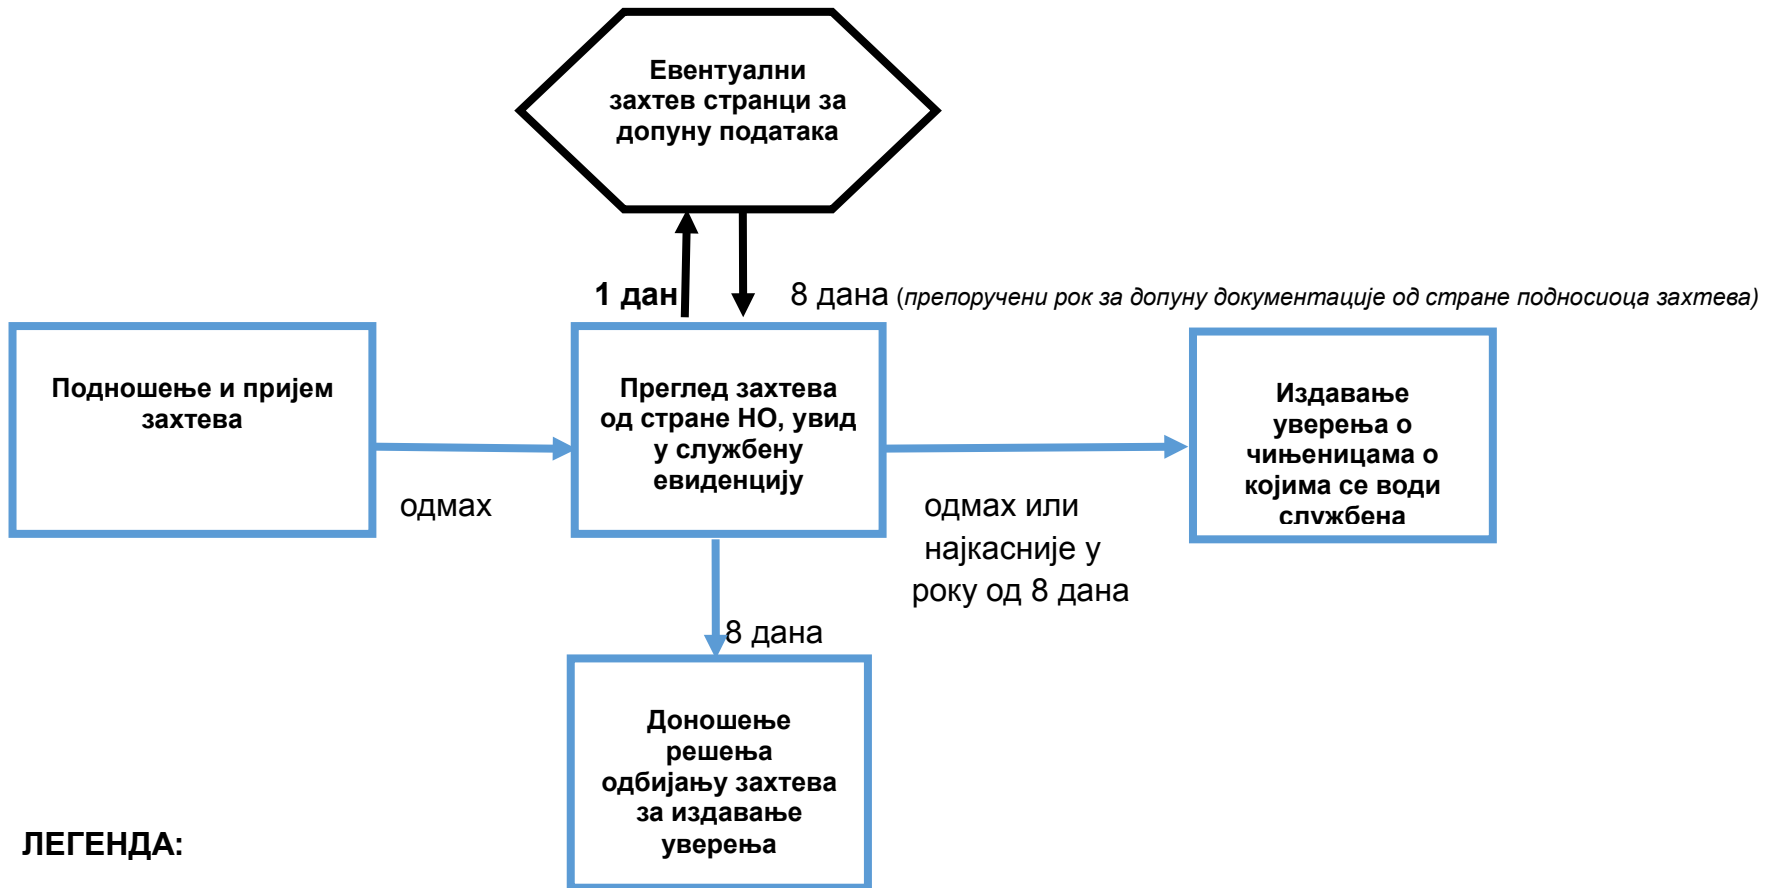 Евентуални
захтев странци за
допуну података
1 дан
8 дана (препоручени рок за допуну документације од стране подносиоца захтева)
Подношење и пријем
захтева
одмах
Преглед захтева
од стране НО, увид
у службену
евиденцију
одмах или
најкасније у
року од 8 дана
Издавање
уверења о
чињеницама о
којима се води
службена
8 дана
Доношење
решења
одбијању захтева
за издавање
уверења
ЛЕГЕНДА: